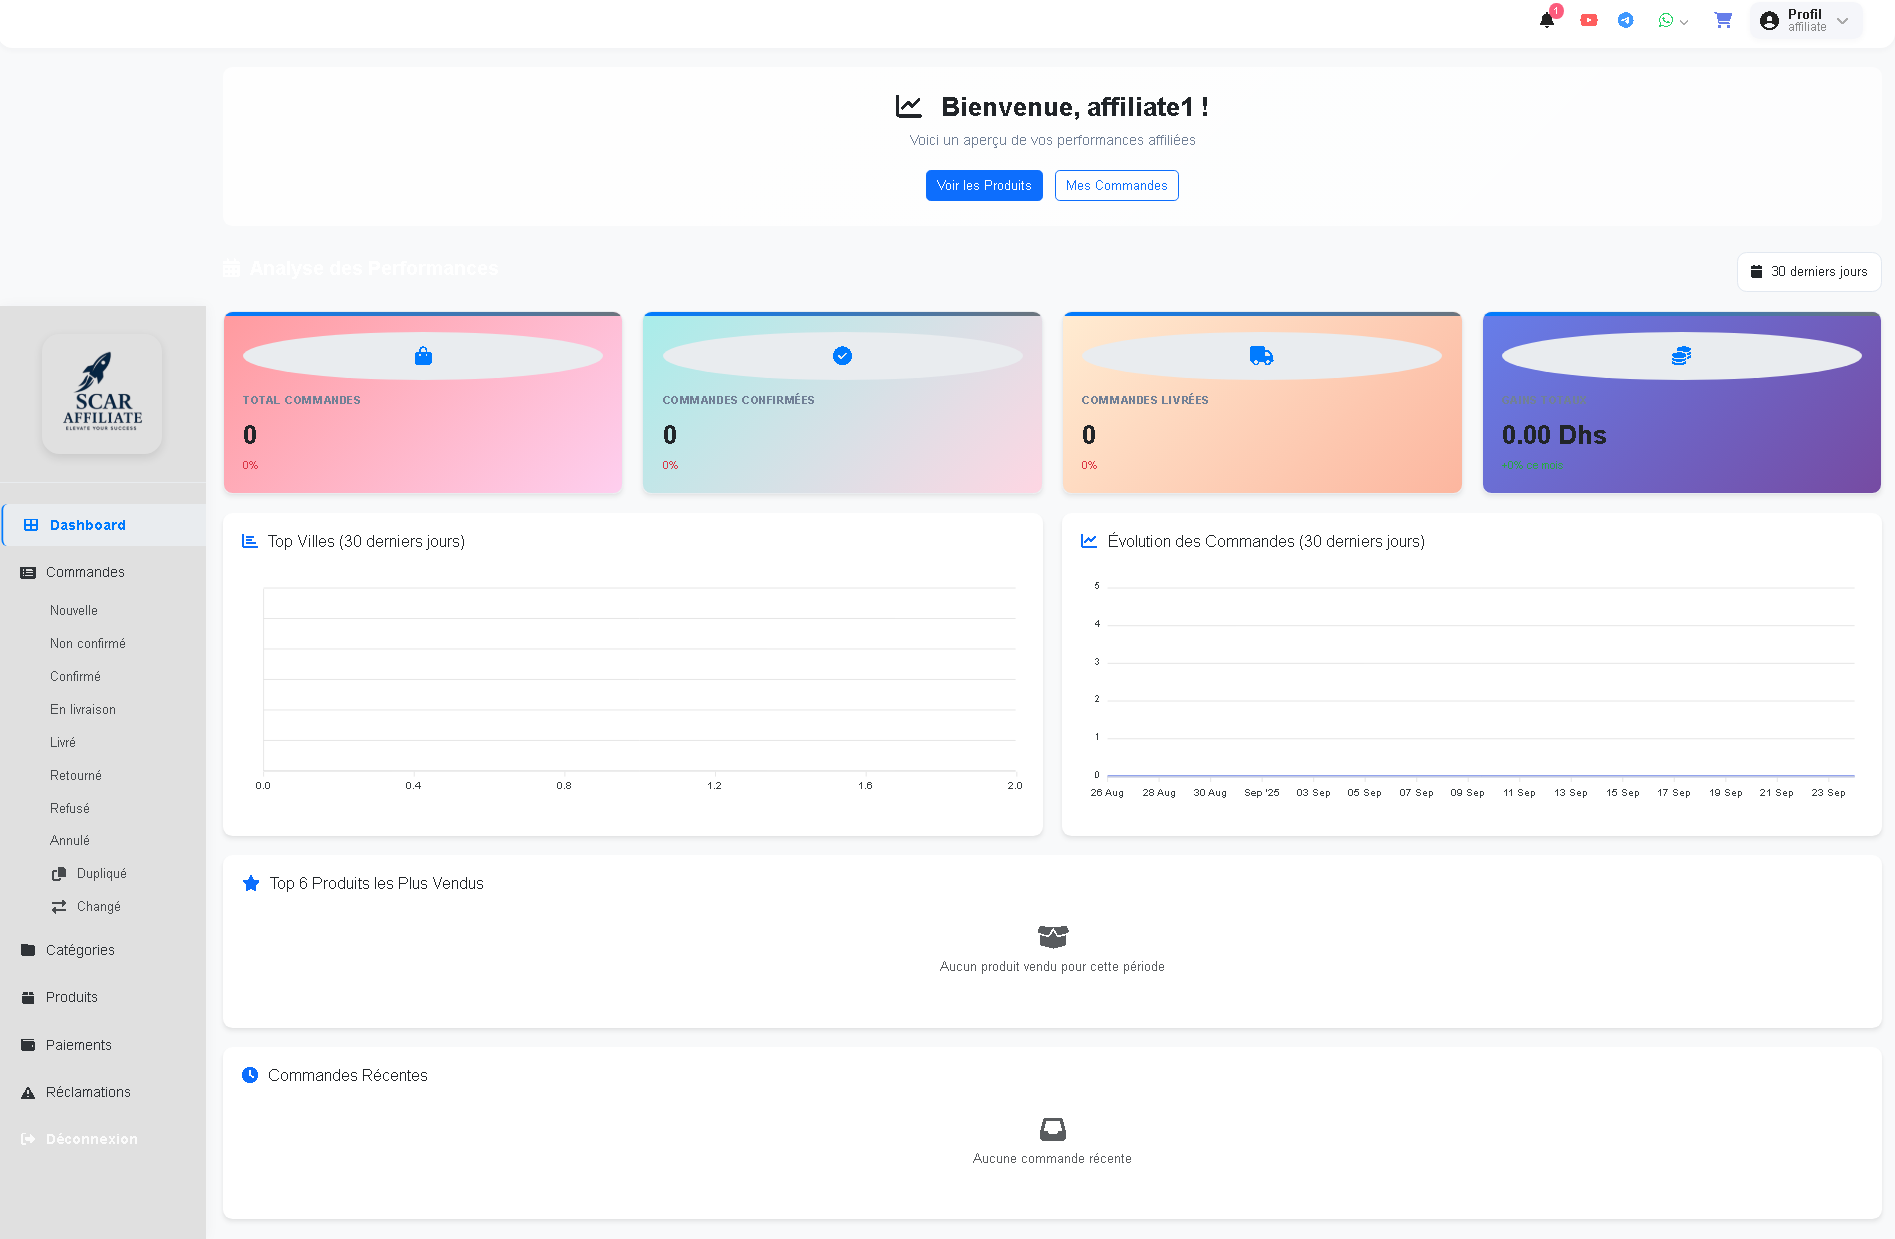 1
Profil
affiliate
Bienvenue, affiliate1 !
Voici un aperçu de vos performances affiliées
Voir les Produits
Mes Commandes
Analyse des Performances
30 derniers jours
SCAR
AFFILIATE
ELEVATE YOUR SUCCESS
Dashboard
Commandes
Nouvelle
Non confirmé
Confirmé
En livraison
Livré
Retourné
Refusé
Annulé
Dupliqué
Changé
Catégories
Produits
Paiements
Réclamations
Déconnexion
TOTAL COMMANDES
0
0%
COMMANDES CONFIRMÉES
0
0%
COMMANDES LIVRÉES
0
0%
0.00 Dhs
Top Villes (30 derniers jours)
0.0 0.4 0.8 1.2 1.6 2.0
Évolution des Commandes (30 derniers jours)
5
4
3
2
1
0
26 Aug 28 Aug 30 Aug Sep '25 03 Sep 05 Sep 07 Sep 09 Sep 11 Sep 13 Sep 15 Sep 17 Sep 19 Sep 21 Sep 23 Sep
Top 6 Produits les Plus Vendus
Aucun produit vendu pour cette période
Commandes Récentes
Aucune commande récente